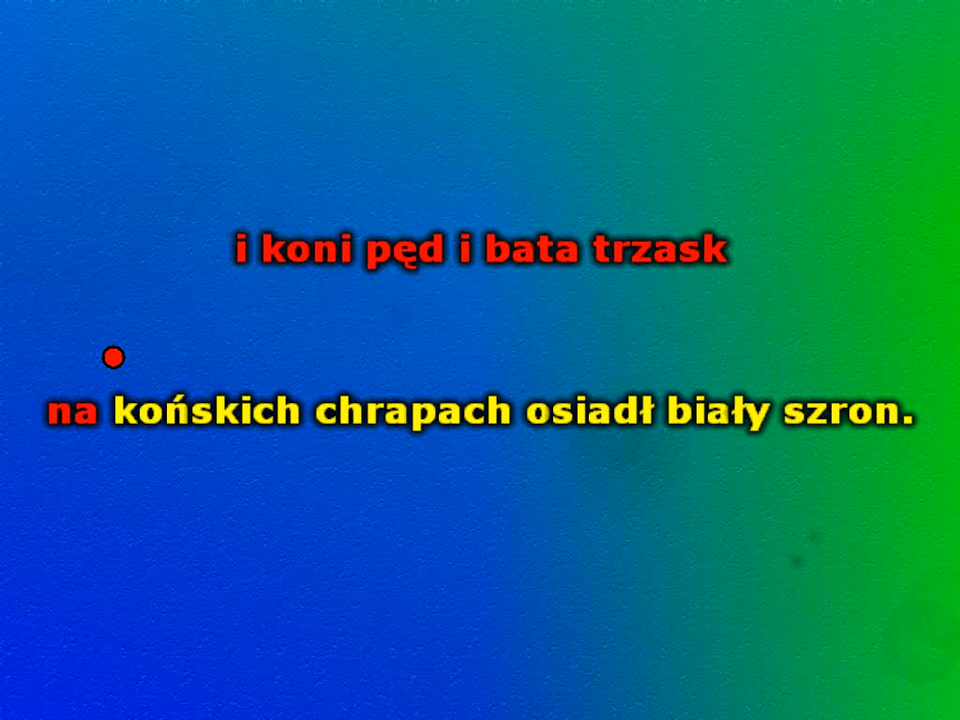 i koni pęd i bata trzask
na końskich chrapach osiadł biały szron.